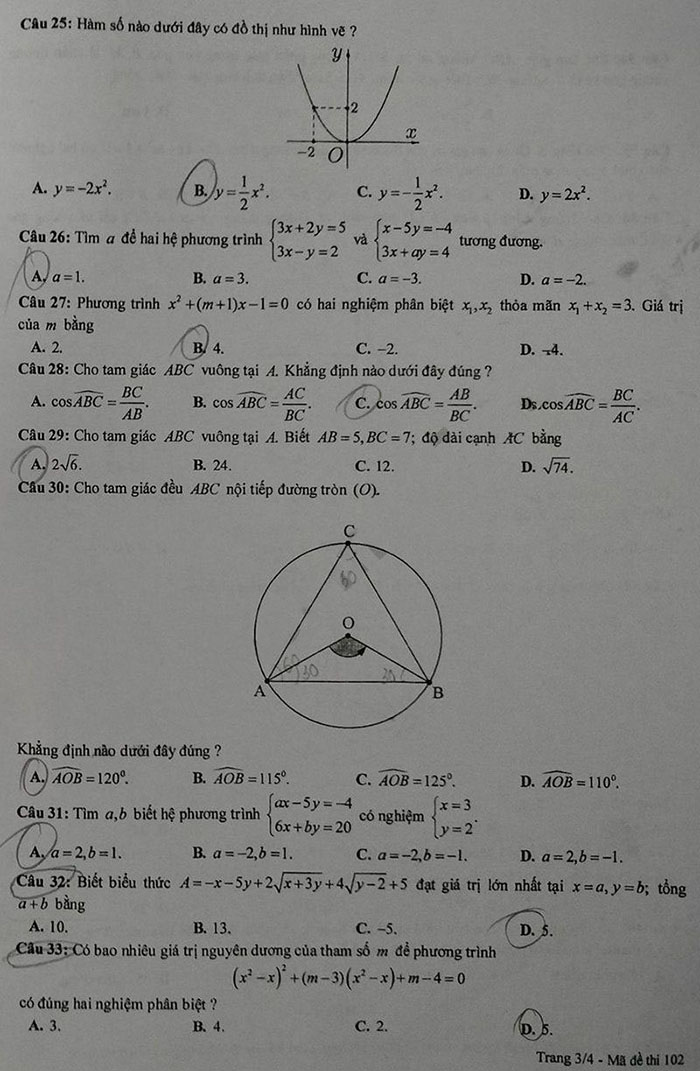 Câu 25: Hàm số nào dưới đây có đồ thị như hình vẽ ?
y
2
x
-2 O
A. y = -2x². B. y = 1/2 x². C. y = -1/2 x². D. y = 2x².
Câu 26: Tìm a để hai hệ phương trình { 3x + 2y = 5 ; 3x - y = 2 và { x - 5y = -4 ; 3x + ay = 4 tương đương.
A. a = 1. B. a = 3. C. a = -3. D. a = -2.
Câu 27: Phương trình x² + (m+1)x - 1 = 0 có hai nghiệm phân biệt x₁, x₂ thỏa mãn x₁ + x₂ = 3. Giá trị
của m bằng
A. 2. B. 4. C. -2. D. -4.
Câu 28: Cho tam giác ABC vuông tại A. Khẳng định nào dưới đây đúng ?
A. cos ABC = BC/AB. B. cos ABC = AC/BC. C. cos ABC = AB/BC. D. cos ABC = BC/AC.
Câu 29: Cho tam giác ABC vuông tại A. Biết AB = 5, BC = 7; độ dài cạnh AC bằng
A. 2√6. B. 24. C. 12. D. √74.
Câu 30: Cho tam giác đều ABC nội tiếp đường tròn (O).
C
60
O
30
A B
Khẳng định nào dưới đây đúng ?
A. AOB = 120⁰. B. AOB = 115⁰. C. AOB = 125⁰. D. AOB = 110⁰.
Câu 31: Tìm a,b biết hệ phương trình { ax - 5y = -4 ; 6x + by = 20 có nghiệm { x = 3 ; y = 2 .
A. a = 2, b = 1. B. a = -2, b = 1. C. a = -2, b = -1. D. a = 2, b = -1.
Câu 32: Biết biểu thức A = -x - 5y + 2√(x+3y) + 4√(y-2) + 5 đạt giá trị lớn nhất tại x = a, y = b; tổng
a + b bằng
A. 10. B. 13. C. -5. D. 5.
Câu 33: Có bao nhiêu giá trị nguyên dương của tham số m để phương trình
(x² - x)² + (m-3)(x² - x) + m - 4 = 0
có đúng hai nghiệm phân biệt ?
A. 3. B. 4. C. 2. D. 5.
Trang 3/4 - Mã đề thi 102